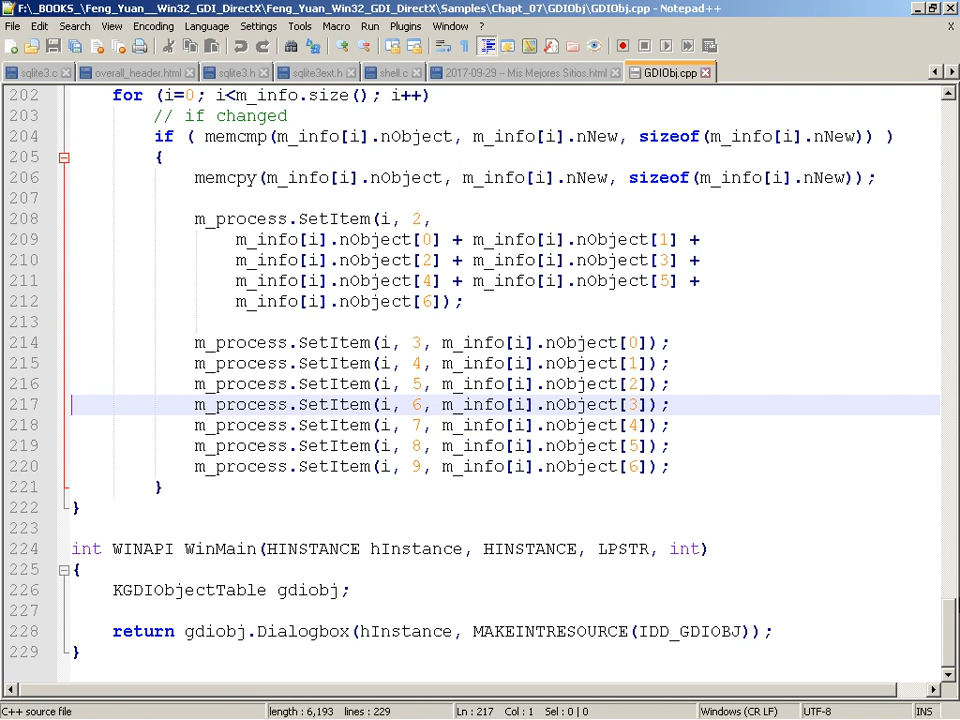 F:\_BOOKS_\Feng_Yuan__Win32_GDI_DirectX\Feng_Yuan_Win32_GDI_DirectX\Samples\Chapt_07\GDIObj\GDIObj.cpp - Notepad++
File Edit Search View Encoding Language Settings Tools Macro Run Plugins Window ? X
sqlite3.c overall_header.html sqlite3.h sqlite3ext.h shell.c 2017-09-29 - Mis Mejores Sitios.html GDIObj.cpp
202 for (i=0; i<m_info.size(); i++)
203 // if changed
204 if ( memcmp(m_info[i].nObject, m_info[i].nNew, sizeof(m_info[i].nNew)) )
205 {
206 memcpy(m_info[i].nObject, m_info[i].nNew, sizeof(m_info[i].nNew));
207
208 m_process.SetItem(i, 2,
209 m_info[i].nObject[0] + m_info[i].nObject[1] +
210 m_info[i].nObject[2] + m_info[i].nObject[3] +
211 m_info[i].nObject[4] + m_info[i].nObject[5] +
212 m_info[i].nObject[6]);
213
214 m_process.SetItem(i, 3, m_info[i].nObject[0]);
215 m_process.SetItem(i, 4, m_info[i].nObject[1]);
216 m_process.SetItem(i, 5, m_info[i].nObject[2]);
217 m_process.SetItem(i, 6, m_info[i].nObject[3]);
218 m_process.SetItem(i, 7, m_info[i].nObject[4]);
219 m_process.SetItem(i, 8, m_info[i].nObject[5]);
220 m_process.SetItem(i, 9, m_info[i].nObject[6]);
221 }
222 }
223
224 int WINAPI WinMain(HINSTANCE hInstance, HINSTANCE, LPSTR, int)
225 {
226 KGDIObjectTable gdiobj;
227
228 return gdiobj.Dialogbox(hInstance, MAKEINTRESOURCE(IDD_GDIOBJ));
229 }
C++ source file length : 6,193 lines : 229 Ln : 217 Col : 1 Sel : 0 | 0 Windows (CR LF) UTF-8 INS